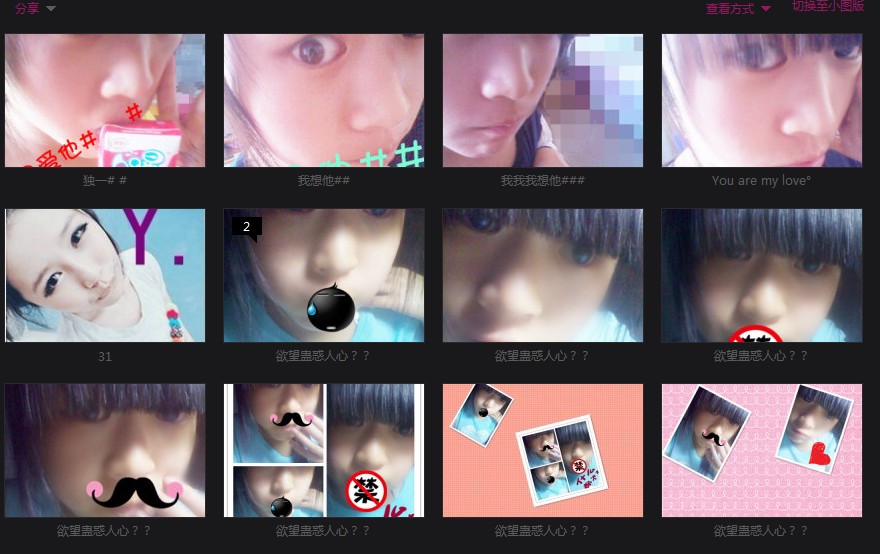 分享
查看方式
切换至小图版
爱他#
#
独一# #
他##
我想他##
我我我想他###
You are my love°
Y.
31
2
欲望蛊惑人心？？
欲望蛊惑人心？？
禁
欲望蛊惑人心？？
欲望蛊惑人心？？
禁
欲望蛊惑人心？？
禁
欲望蛊惑人心？？
欲望蛊惑人心？？